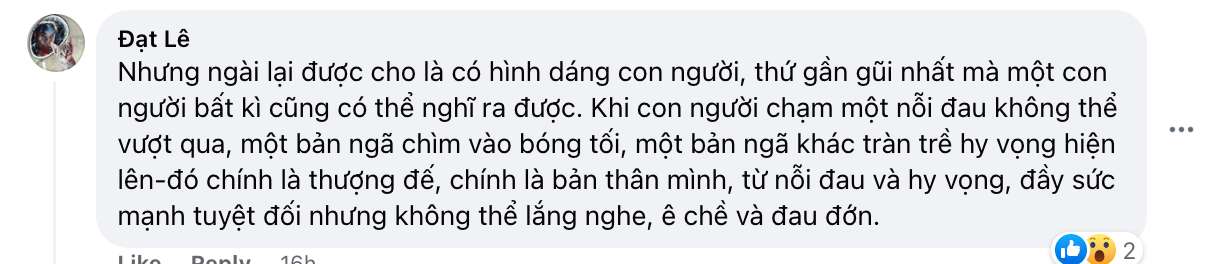 Đạt Lê
Nhưng ngài lại được cho là có hình dáng con người, thứ gần gũi nhất mà một con
người bất kì cũng có thể nghĩ ra được. Khi con người chạm một nỗi đau không thể
vượt qua, một bản ngã chìm vào bóng tối, một bản ngã khác tràn trề hy vọng hiện
lên-đó chính là thượng đế, chính là bản thân mình, từ nỗi đau và hy vọng, đầy sức
mạnh tuyệt đối nhưng không thể lắng nghe, ê chề và đau đớn.
Like Reply 16h 2